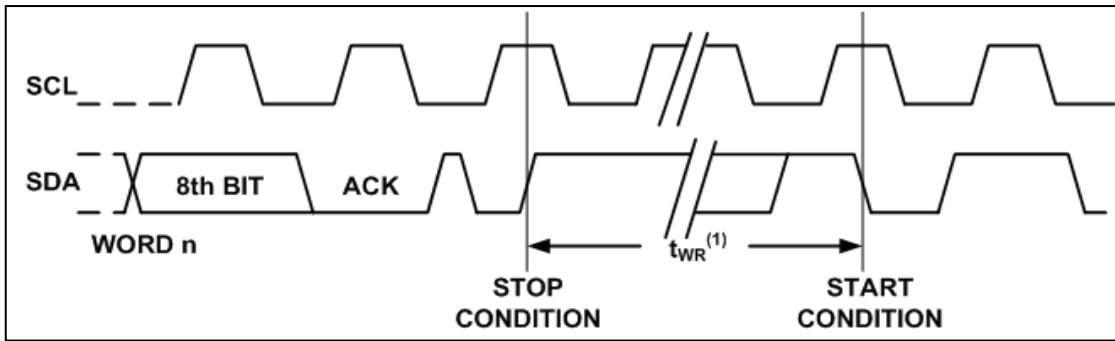 SCL
SDA
8th BIT
ACK
WORD n
tWR(1)
STOP
CONDITION
START
CONDITION